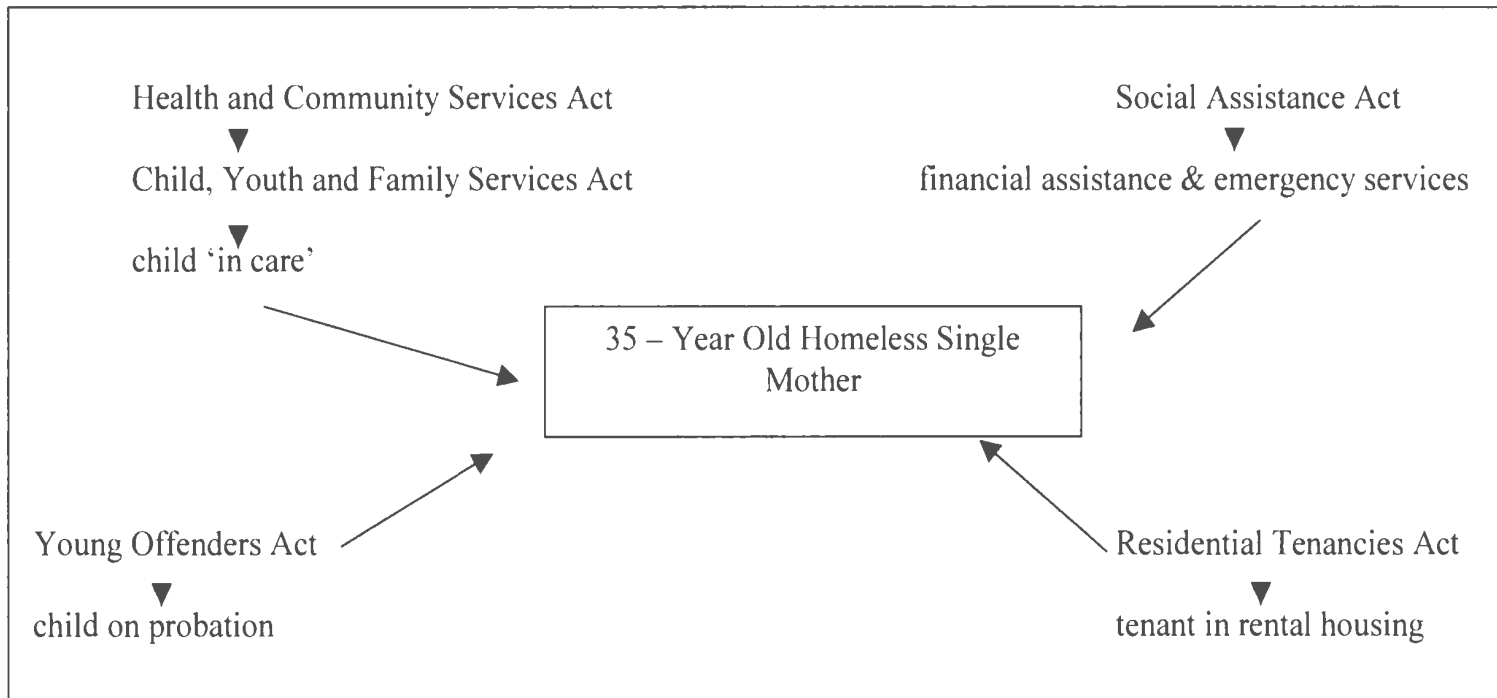 Health and Community Services Act
Child, Youth and Family Services Act
child ‘in care’
Social Assistance Act
financial assistance & emergency services
35 – Year Old Homeless Single
Mother
Young Offenders Act
child on probation
Residential Tenancies Act
tenant in rental housing